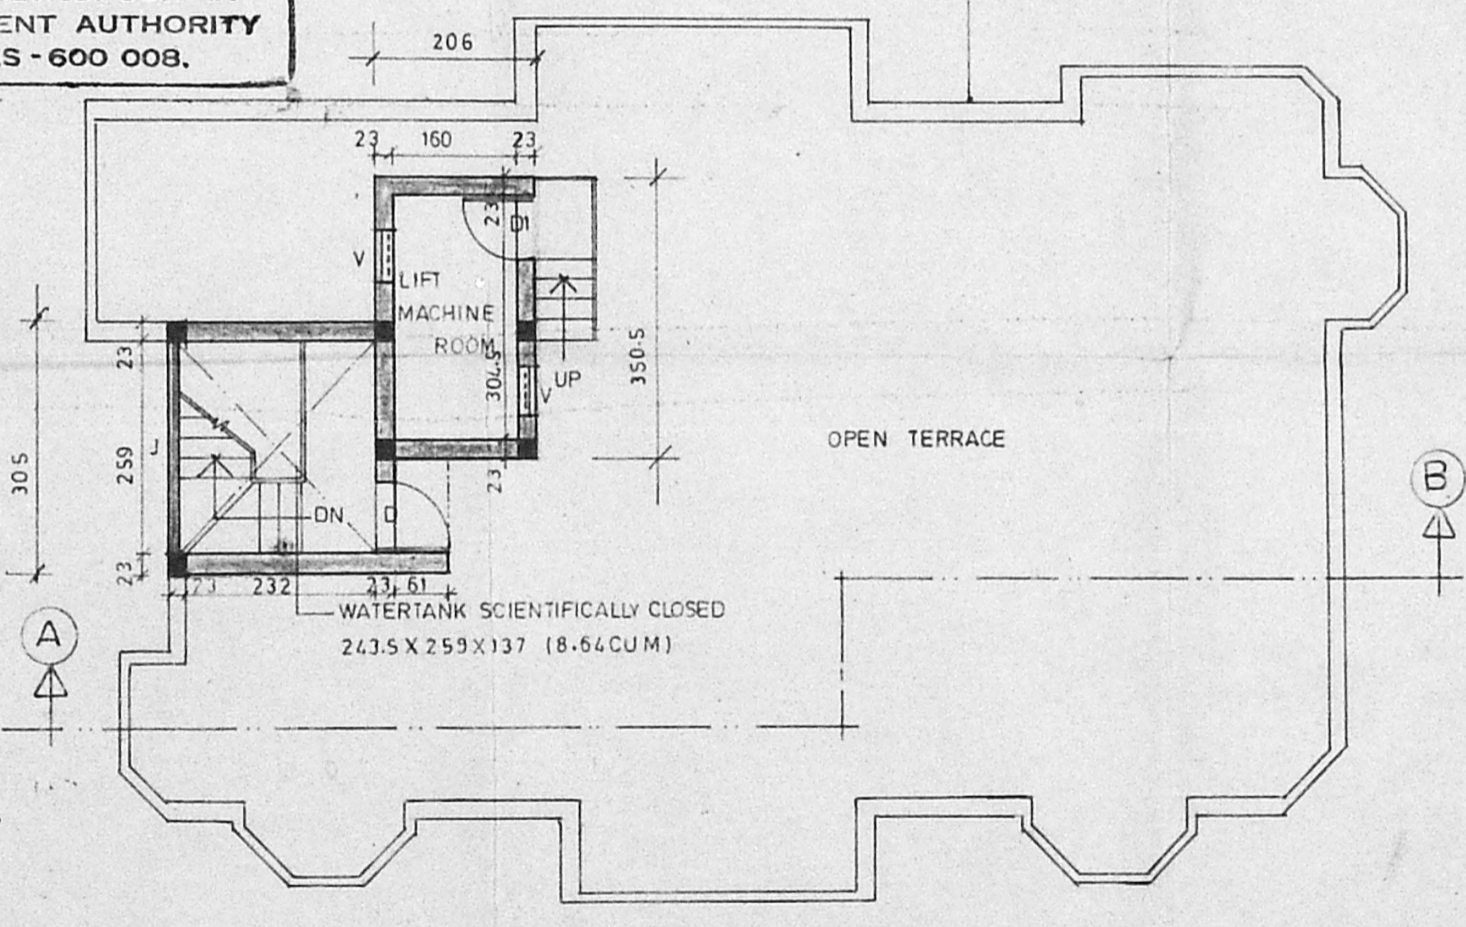 ENT AUTHORITY
S-600 008.
206
23 160 23
23
D1
V
LIFT
MACHINE
ROOM
304.5
350.5
UP
V
23
23
259
305
J
DN
D
23
23 232 23 61
OPEN TERRACE
B
A
WATERTANK SCIENTIFICALLY CLOSED
243.5 X 259 X 137 (8.64 CUM)